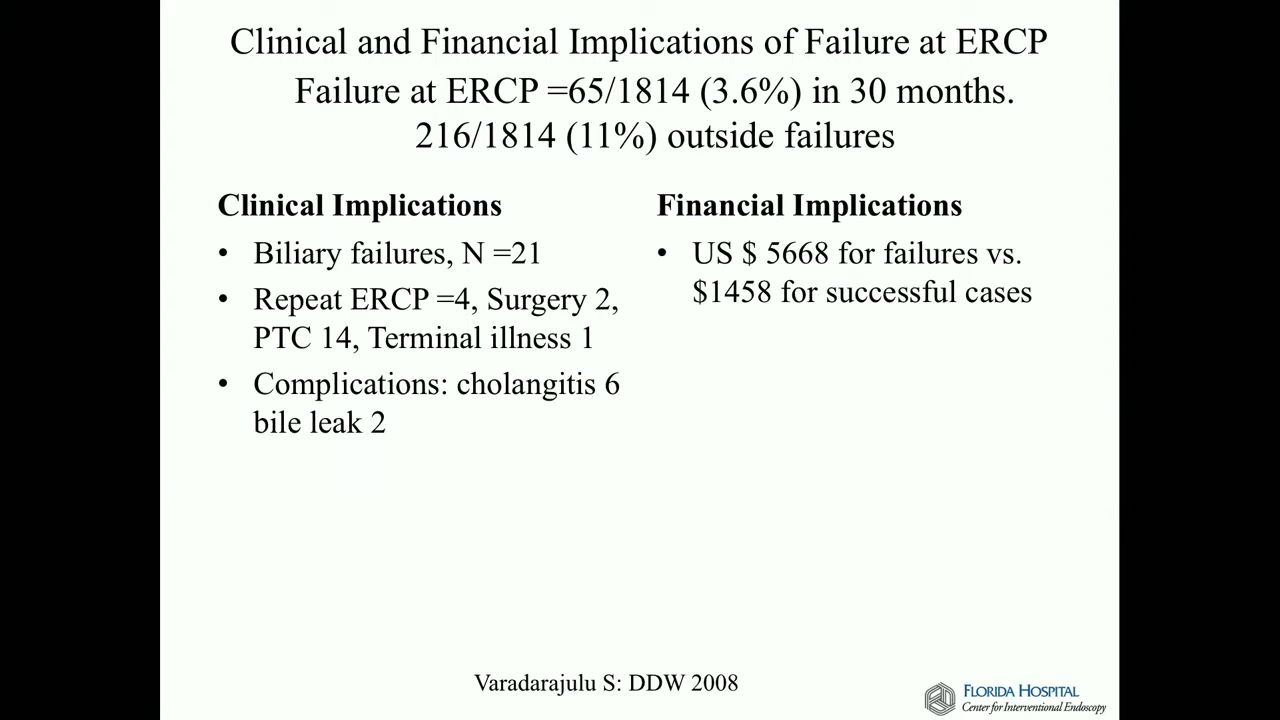 Clinical and Financial Implications of Failure at ERCP
Failure at ERCP =65/1814 (3.6%) in 30 months.
216/1814 (11%) outside failures
Clinical Implications
• Biliary failures, N =21
• Repeat ERCP =4, Surgery 2,
PTC 14, Terminal illness 1
• Complications: cholangitis 6
bile leak 2
Financial Implications
• US $ 5668 for failures vs.
$1458 for successful cases
Varadarajulu S: DDW 2008
FLORIDA HOSPITAL
Center for Interventional Endoscopy